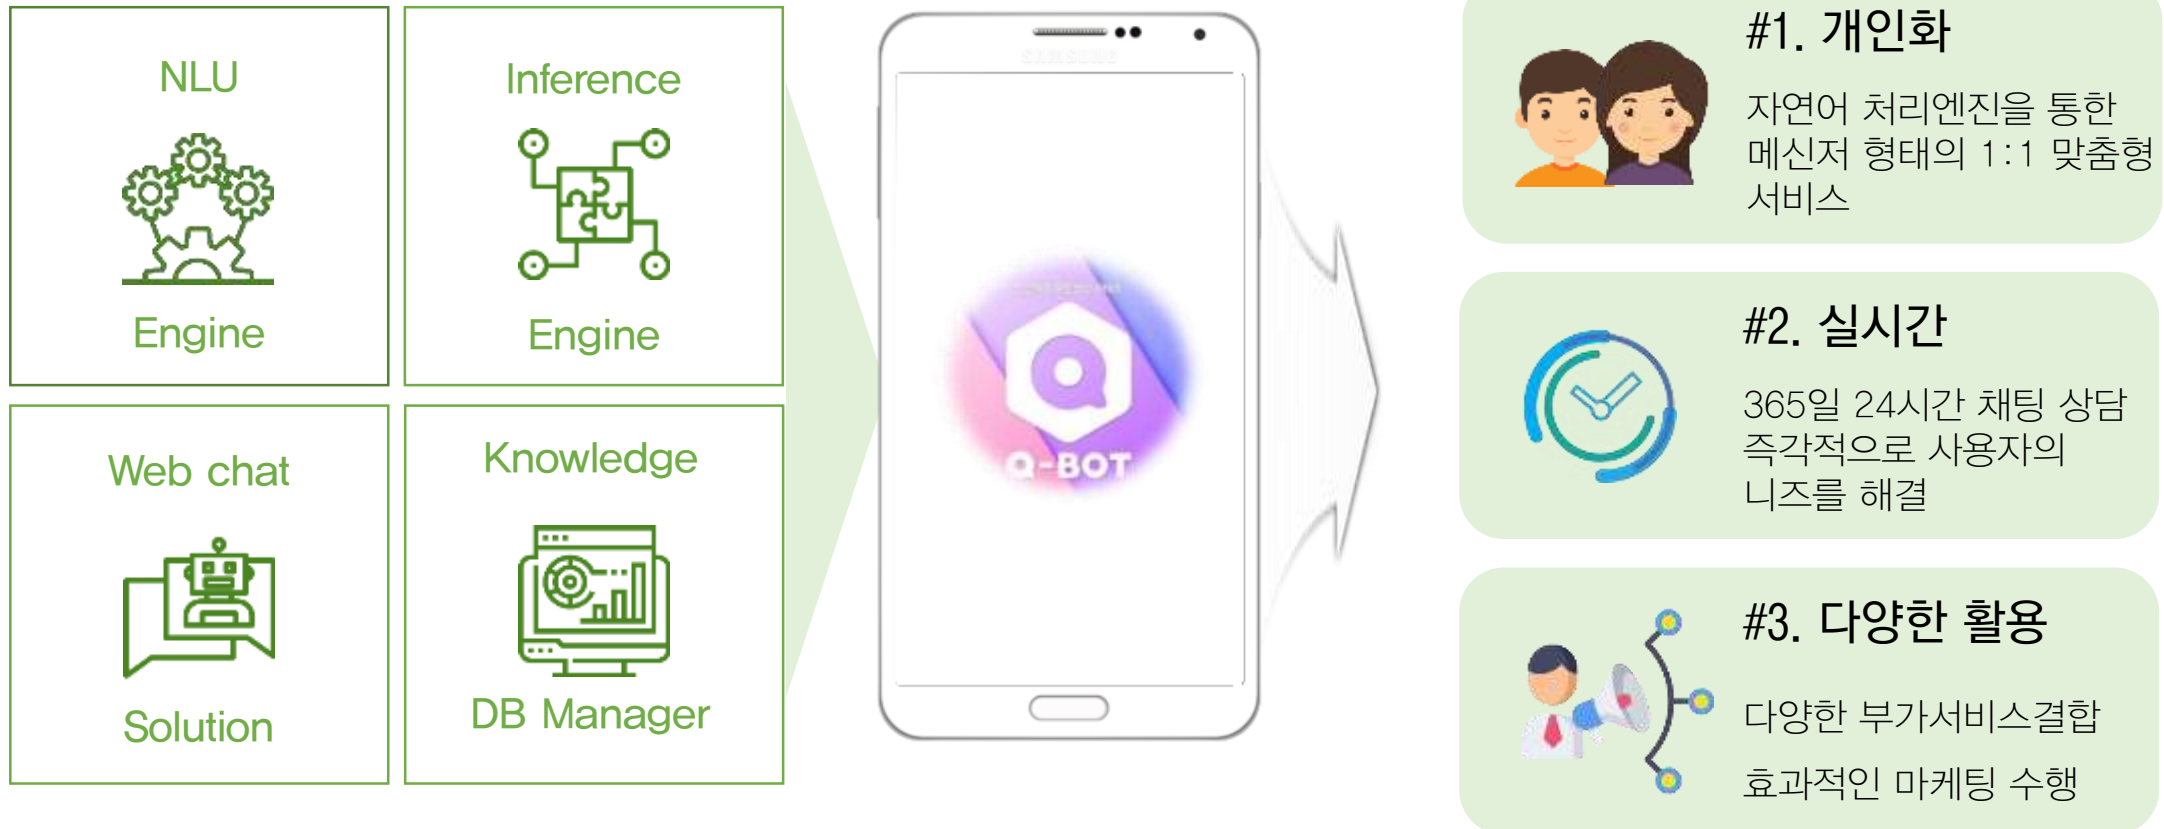 NLU
Engine
Inference
Engine
Web chat
Solution
Knowledge
DB Manager
SAMSUNG
Q-BOT
#1. 개인화
자연어 처리엔진을 통한
메신저 형태의 1:1 맞춤형
서비스
#2. 실시간
365일 24시간 채팅 상담
즉각적으로 사용자의
니즈를 해결
#3. 다양한 활용
다양한 부가서비스결합
효과적인 마케팅 수행